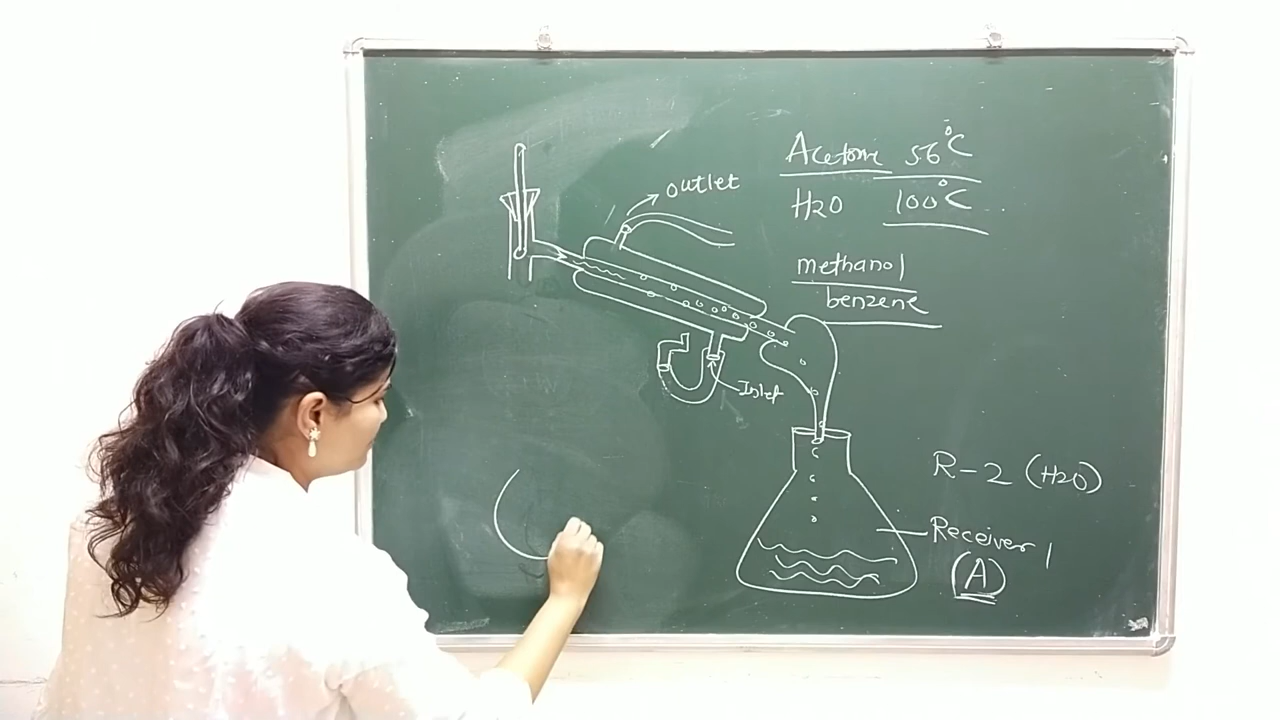 Acetone 56°C
H2O 100°C
outlet
methanol
benzene
Inlet
R-2 (H2O)
Receiver 1
(A)